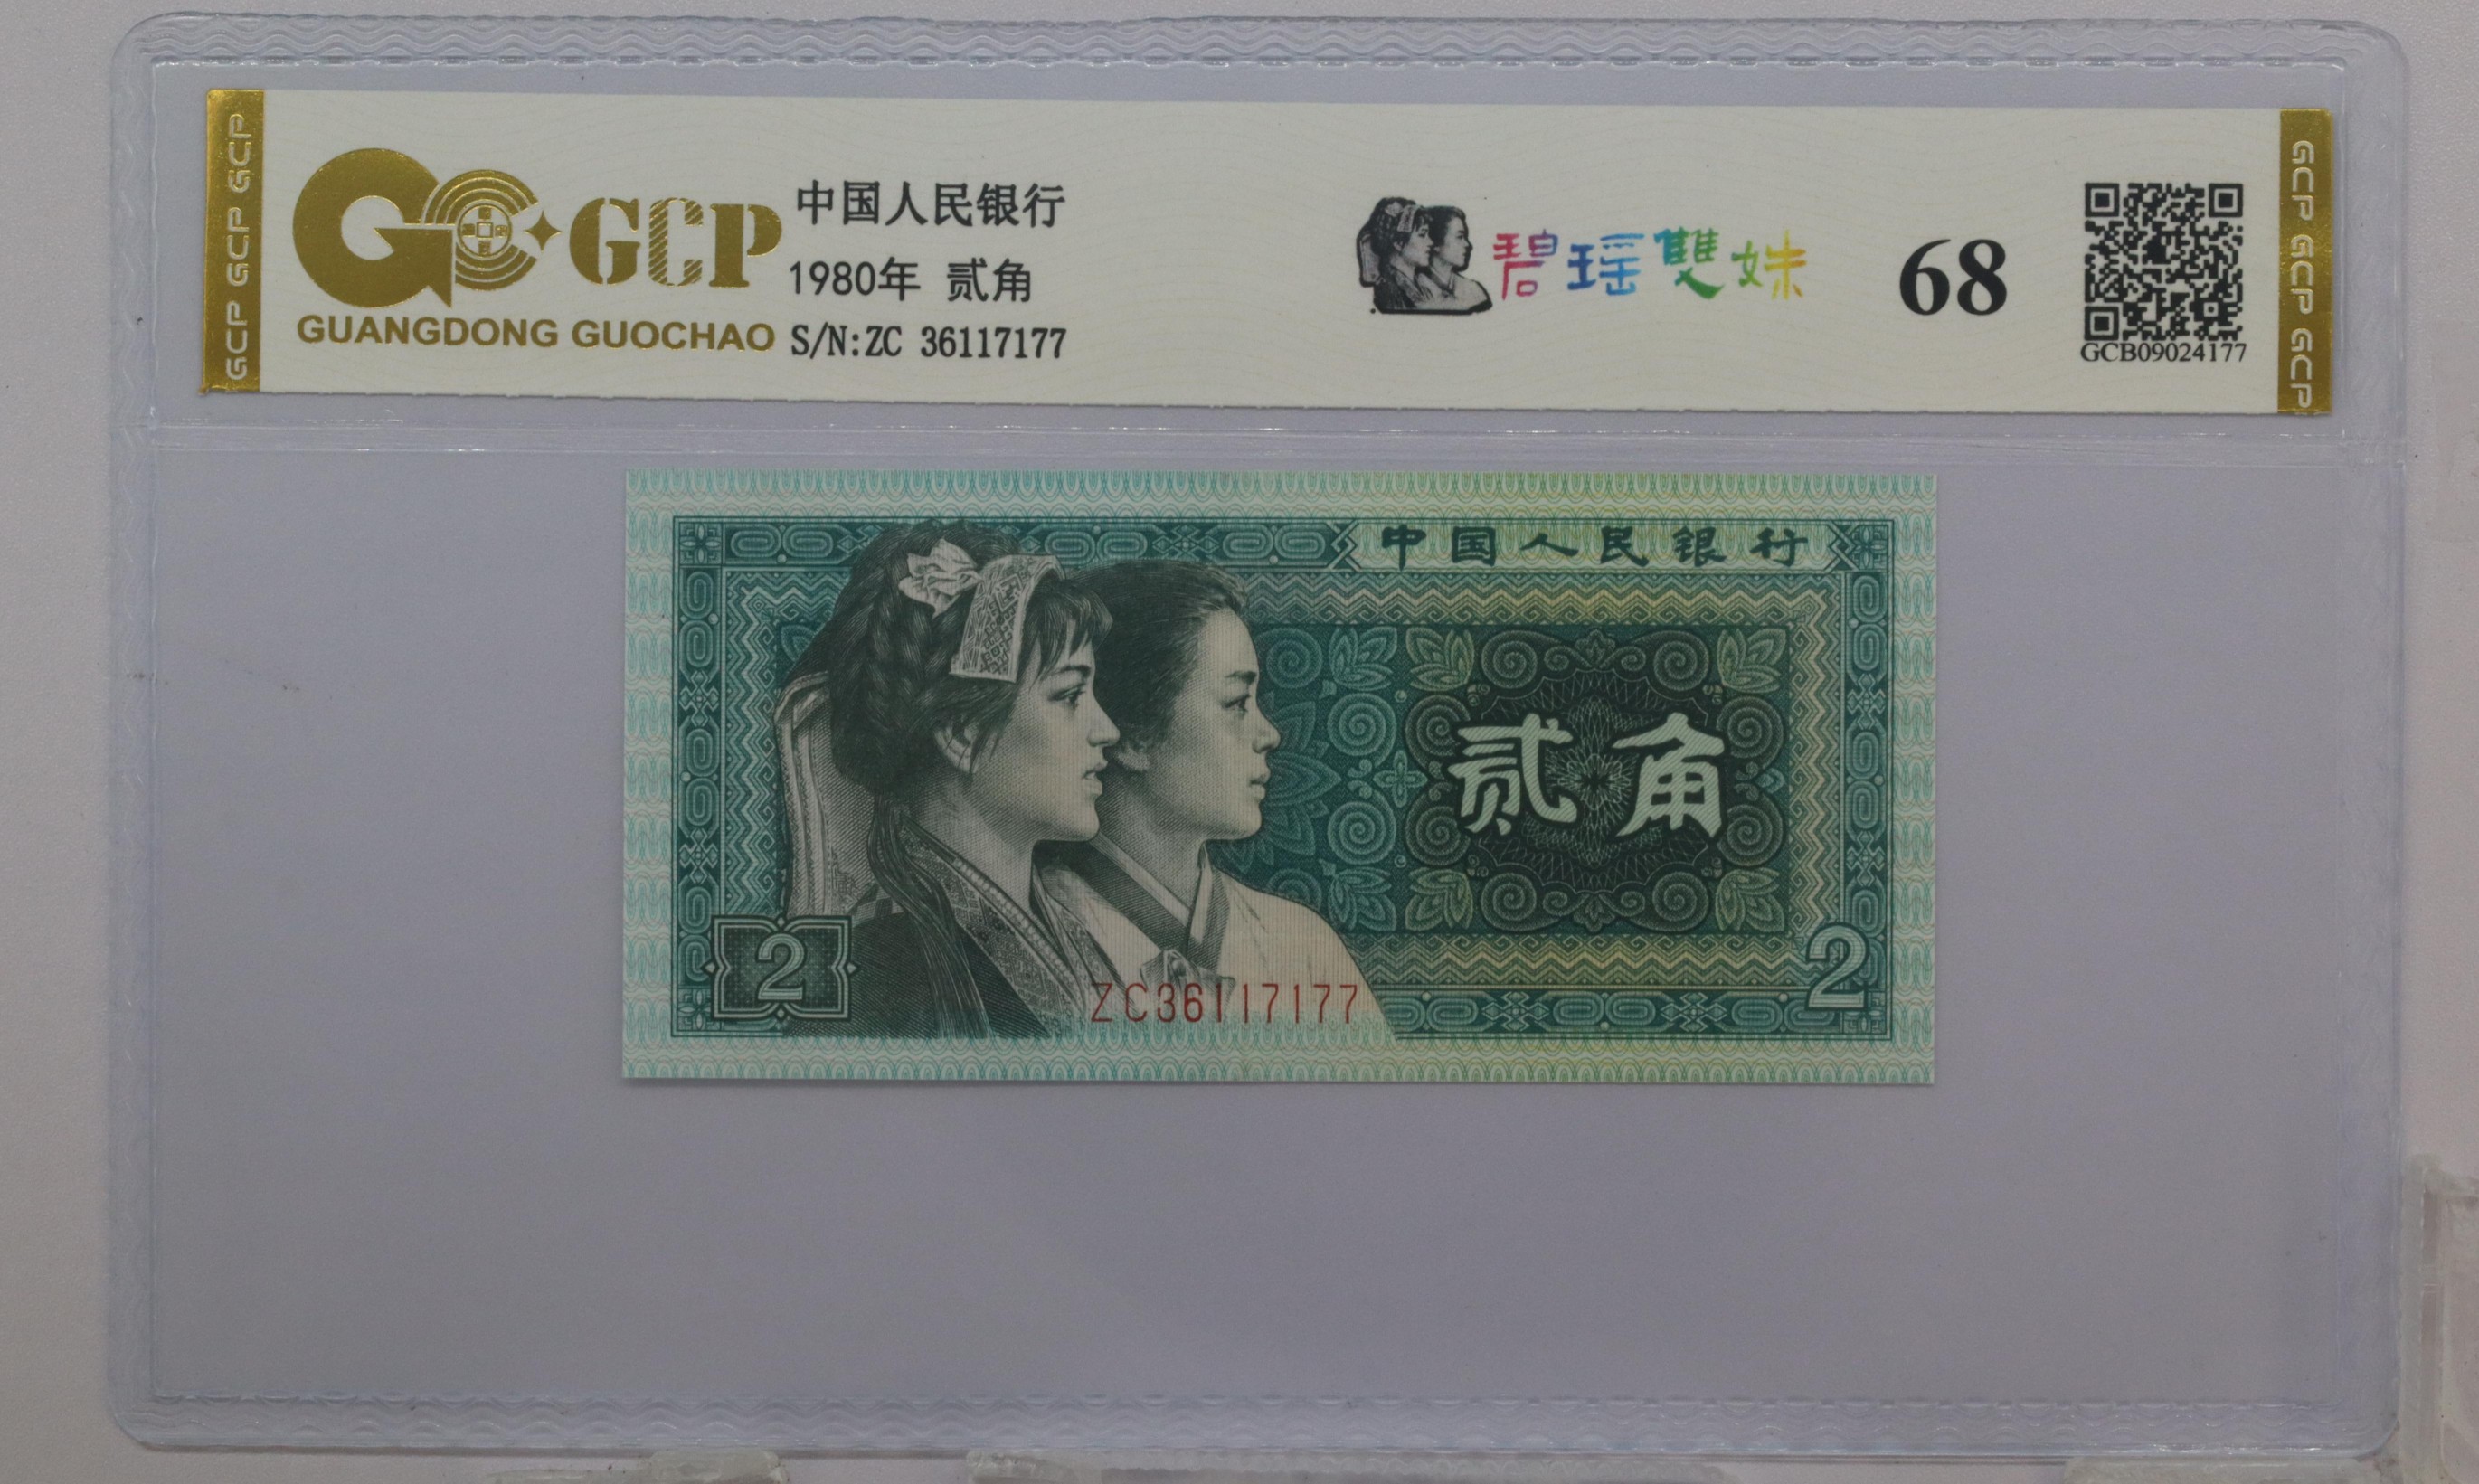 GCP GCP GCP
GCP
GUANGDONG GUOCHAO
中国人民银行
1980年 贰角
S/N:ZC 36117177
碧瑶雙妹
68
GCB09024177
GCP GCP GCP
中国人民银行
贰角
2
ZC36117177
2